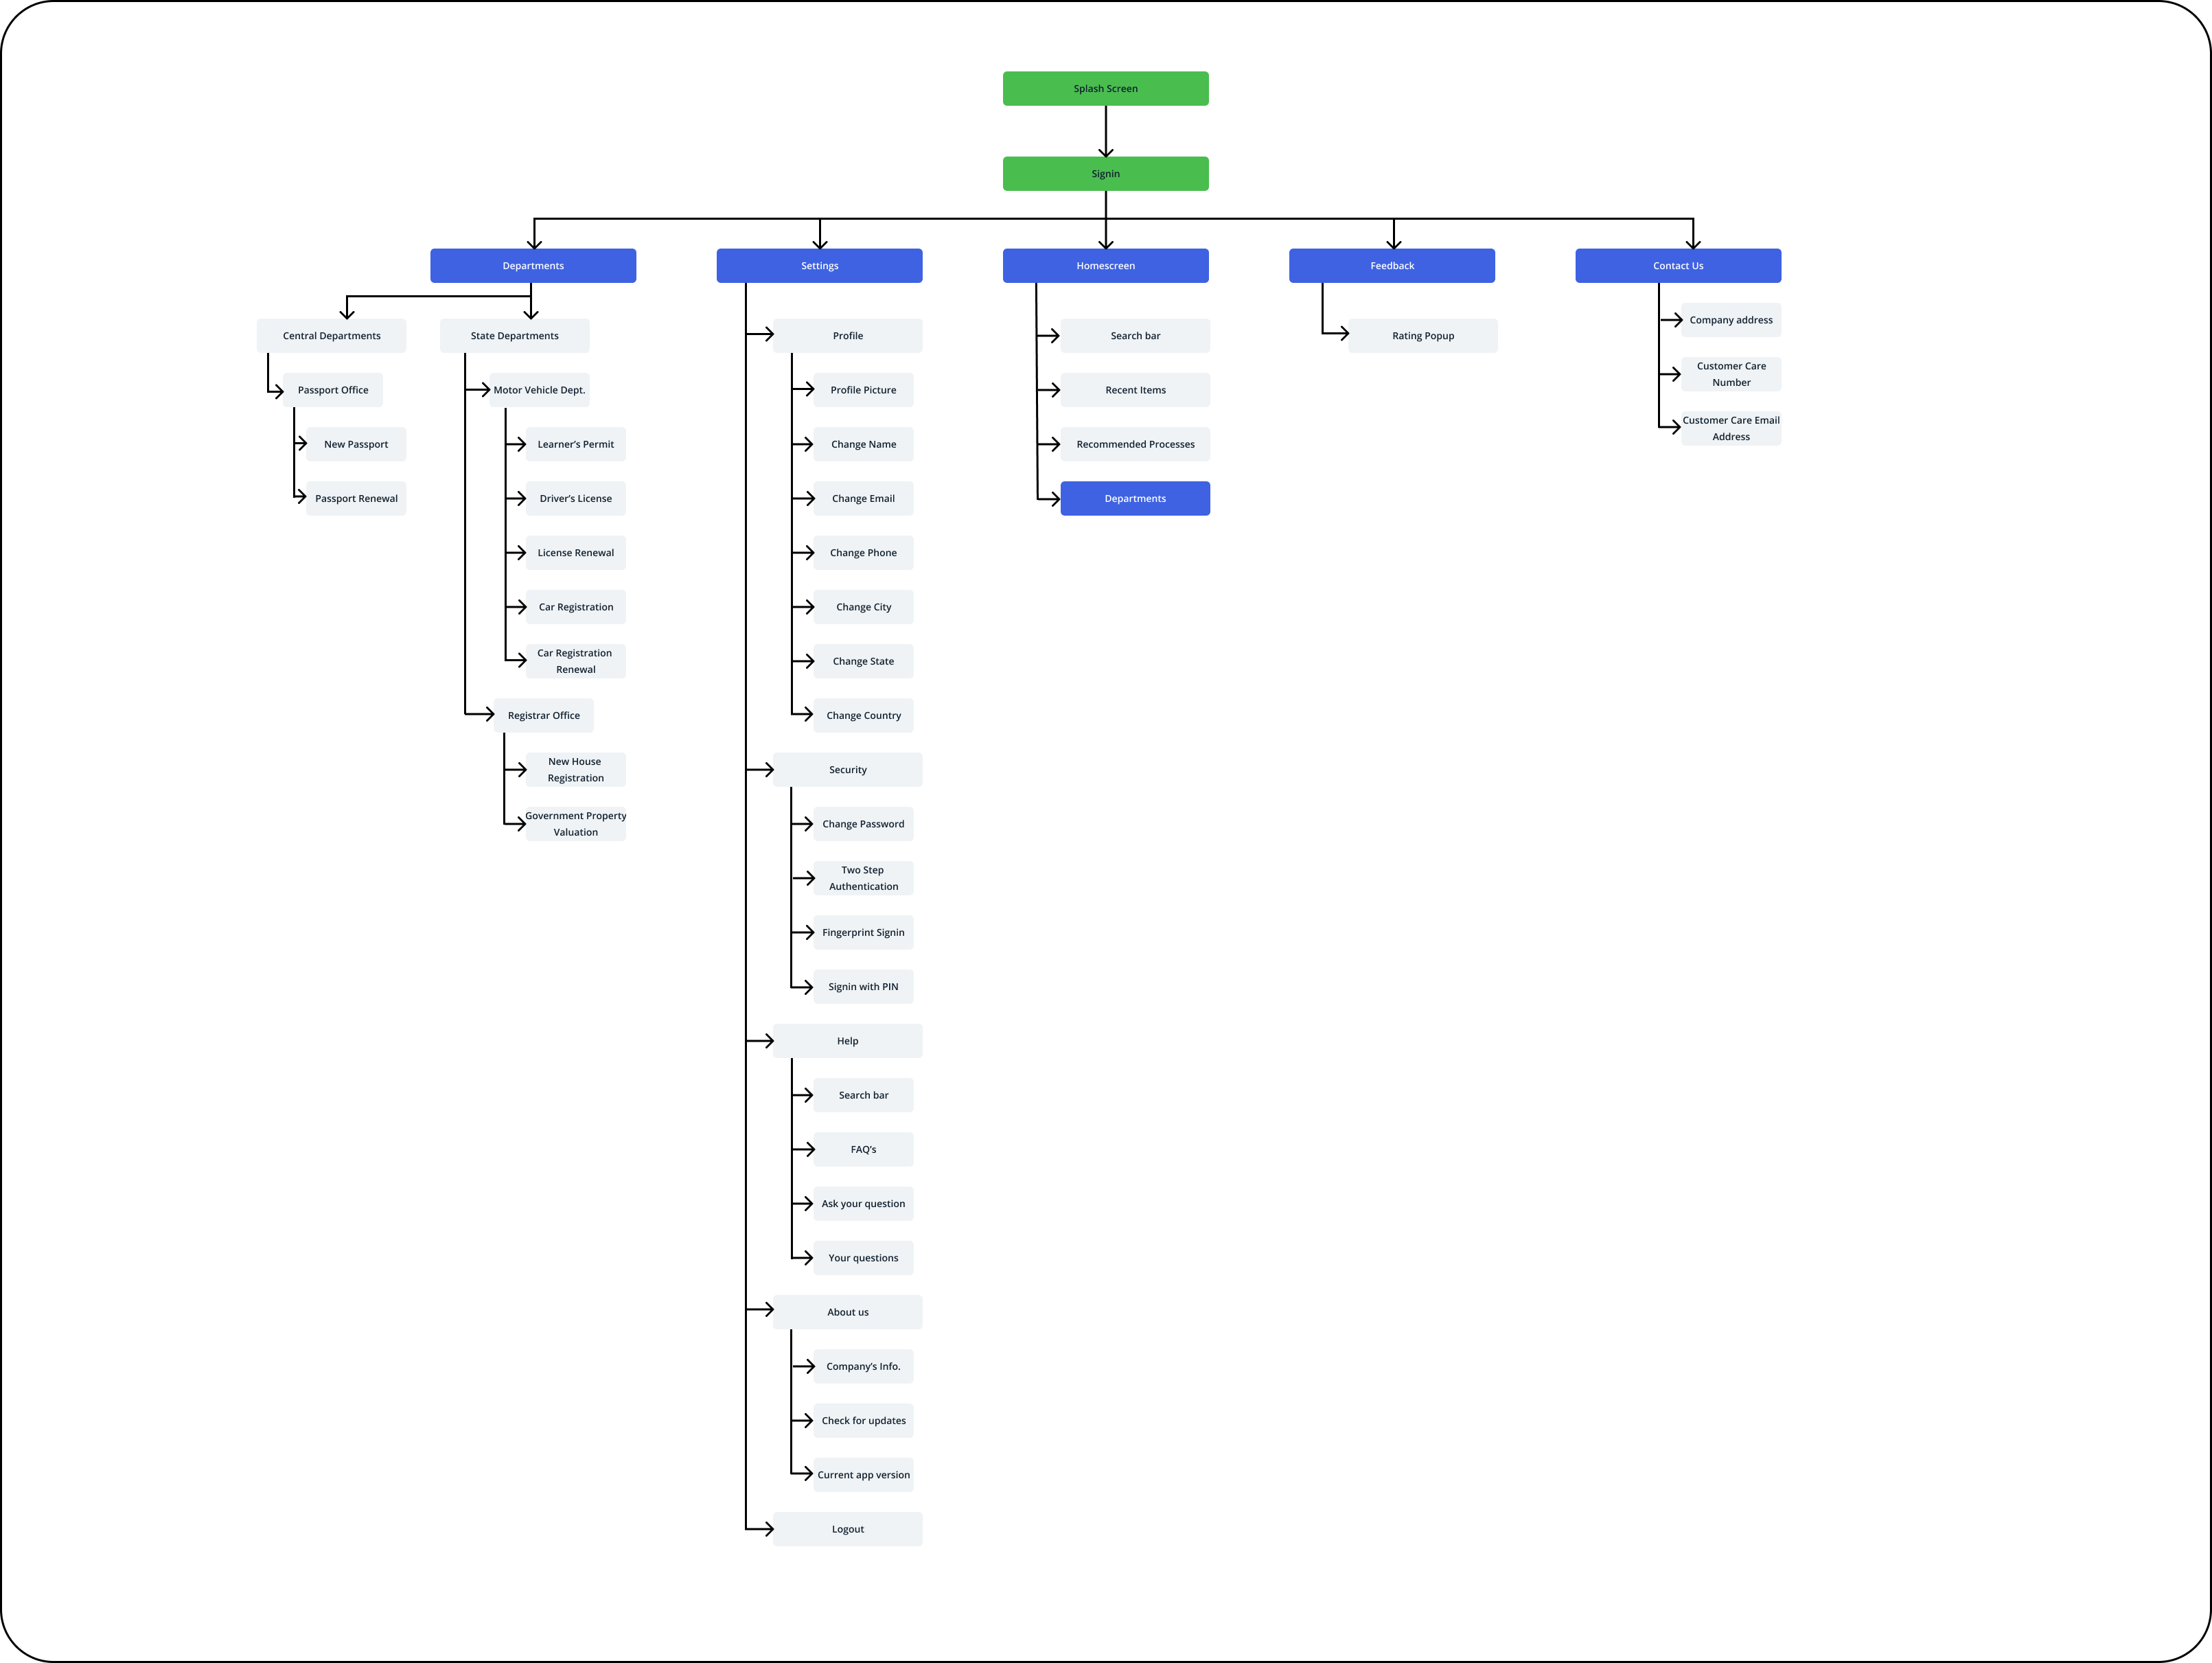 Splash Screen
Signin
Departments
Settings
Homescreen
Feedback
Contact Us
Central Departments
Passport Office
New Passport
Passport Renewal
State Departments
Motor Vehicle Dept.
Learner’s Permit
Driver’s License
License Renewal
Car Registration
Car Registration
Renewal
Registrar Office
New House
Registration
Government Property
Valuation
Profile
Profile Picture
Change Name
Change Email
Change Phone
Change City
Change State
Change Country
Security
Change Password
Two Step
Authentication
Fingerprint Signin
Signin with PIN
Help
Search bar
FAQ's
Ask your question
Your questions
About us
Company’s Info.
Check for updates
Current app version
Logout
Search bar
Recent Items
Recommended Processes
Departments
Rating Popup
Company address
Customer Care
Number
Customer Care Email
Address